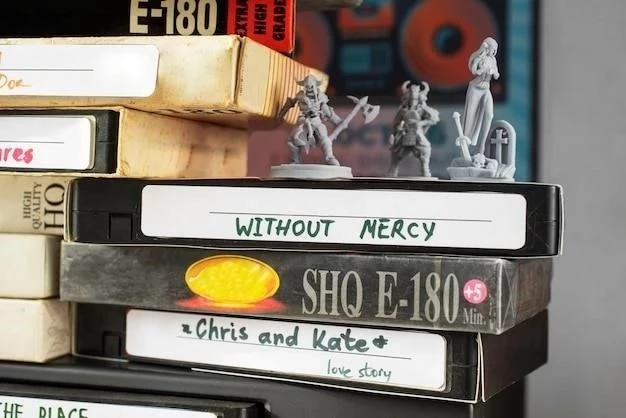 E-180
EXTRA
HIGH
GRADE
HIGH
QUALITY
HQ
WITHOUT MERCY
SHQ E-180 +5
Min.
*Chris and Kate*
love story
THE PLACE